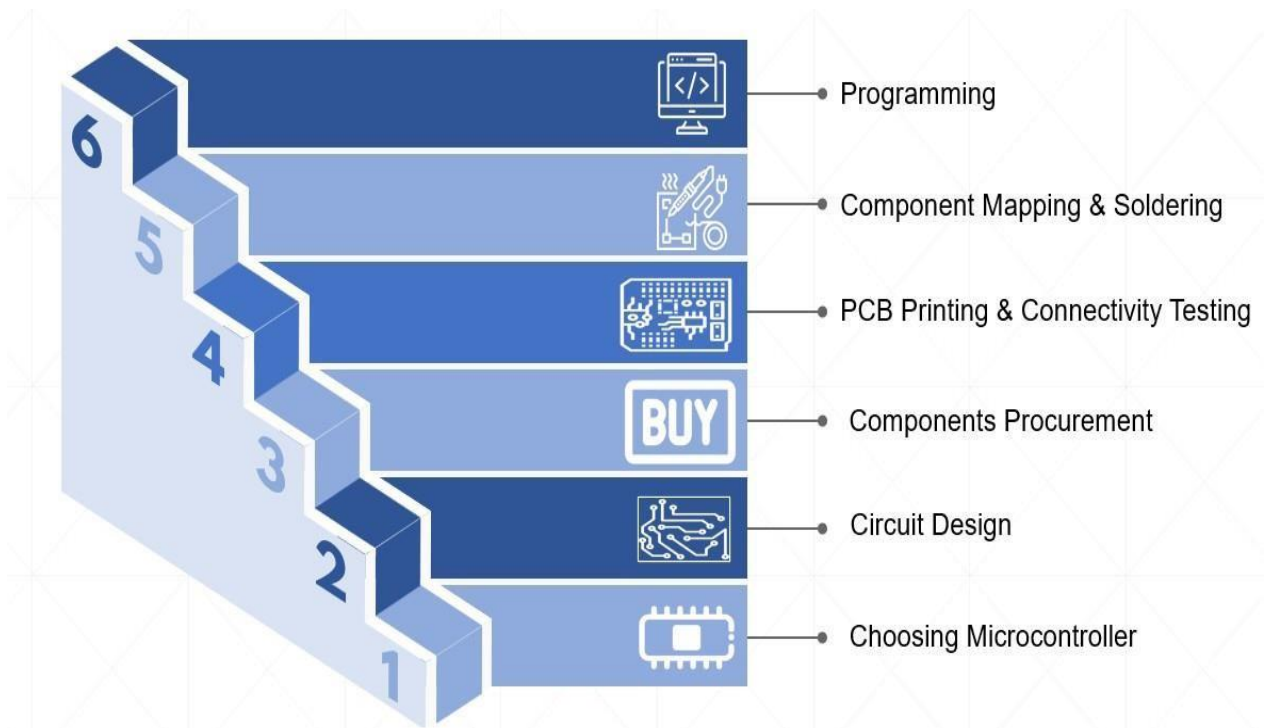 6
Programming
5
Component Mapping & Soldering
4
PCB Printing & Connectivity Testing
3
BUY
Components Procurement
2
Circuit Design
1
Choosing Microcontroller